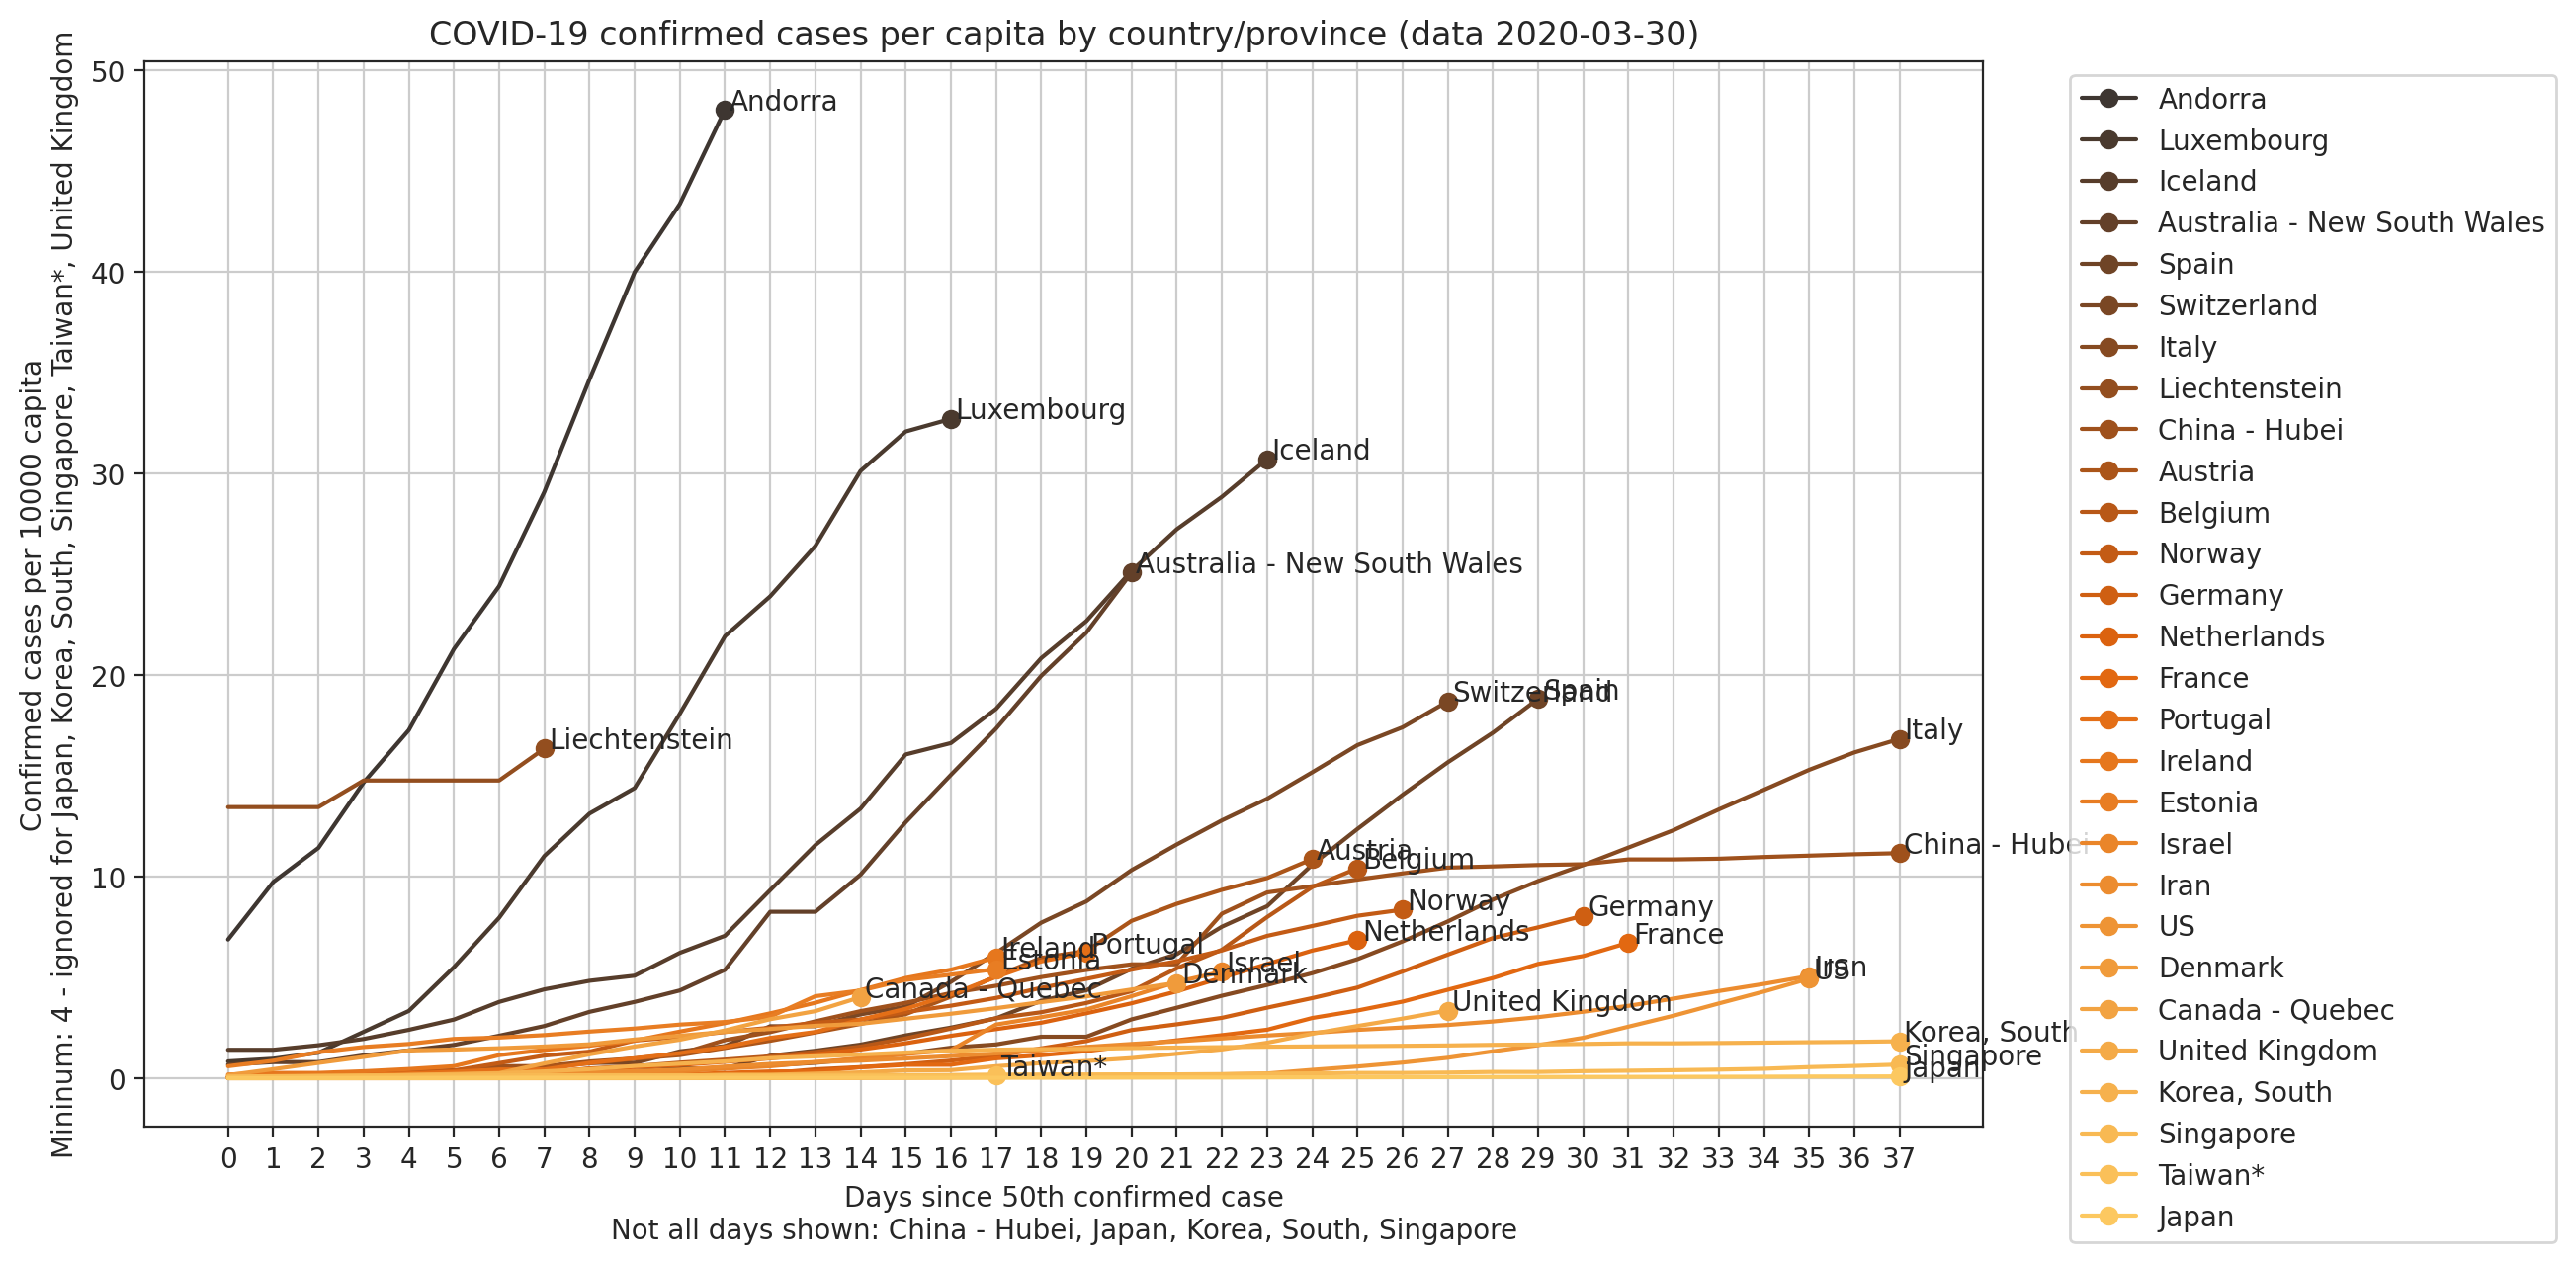 COVID-19 confirmed cases per capita by country/province (data 2020-03-30)
Confirmed cases per 10000 capita
Mininum: 4 - ignored for Japan, Korea, South, Singapore, Taiwan*, United Kingdom
50
40
30
20
10
0
Andorra
Luxembourg
Iceland
Australia - New South Wales
Switzerland
Spain
Liechtenstein
Italy
China - Hubei
Austria
Belgium
Norway
Germany
Netherlands
France
Ireland
Portugal
Estonia
Israel
Denmark
Iran
US
Canada - Quebec
United Kingdom
Korea, South
Singapore
Japan
Taiwan*
0 1 2 3 4 5 6 7 8 9 10 11 12 13 14 15 16 17 18 19 20 21 22 23 24 25 26 27 28 29 30 31 32 33 34 35 36 37
Days since 50th confirmed case
Not all days shown: China - Hubei, Japan, Korea, South, Singapore
Andorra
Luxembourg
Iceland
Australia - New South Wales
Spain
Switzerland
Italy
Liechtenstein
China - Hubei
Austria
Belgium
Norway
Germany
Netherlands
France
Portugal
Ireland
Estonia
Israel
Iran
US
Denmark
Canada - Quebec
United Kingdom
Korea, South
Singapore
Taiwan*
Japan